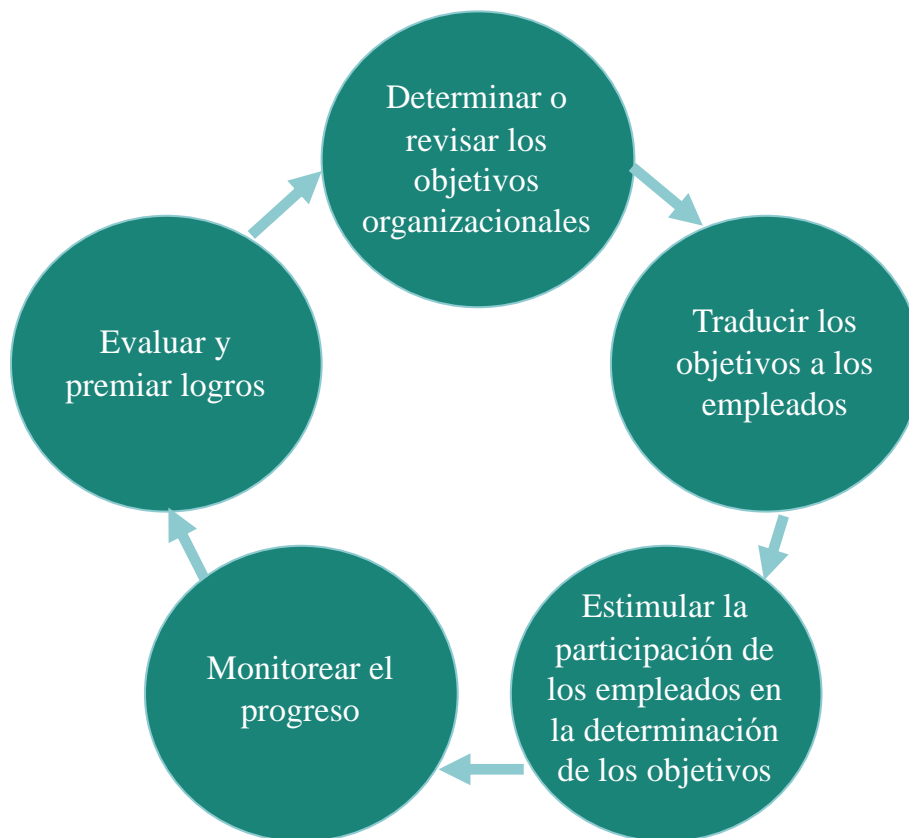 Determinar o
revisar los
objetivos
organizacionales
Traducir los
objetivos a los
empleados
Estimular la
participación de
los empleados en
la determinación
de los objetivos
Monitorear el
progreso
Evaluar y
premiar logros